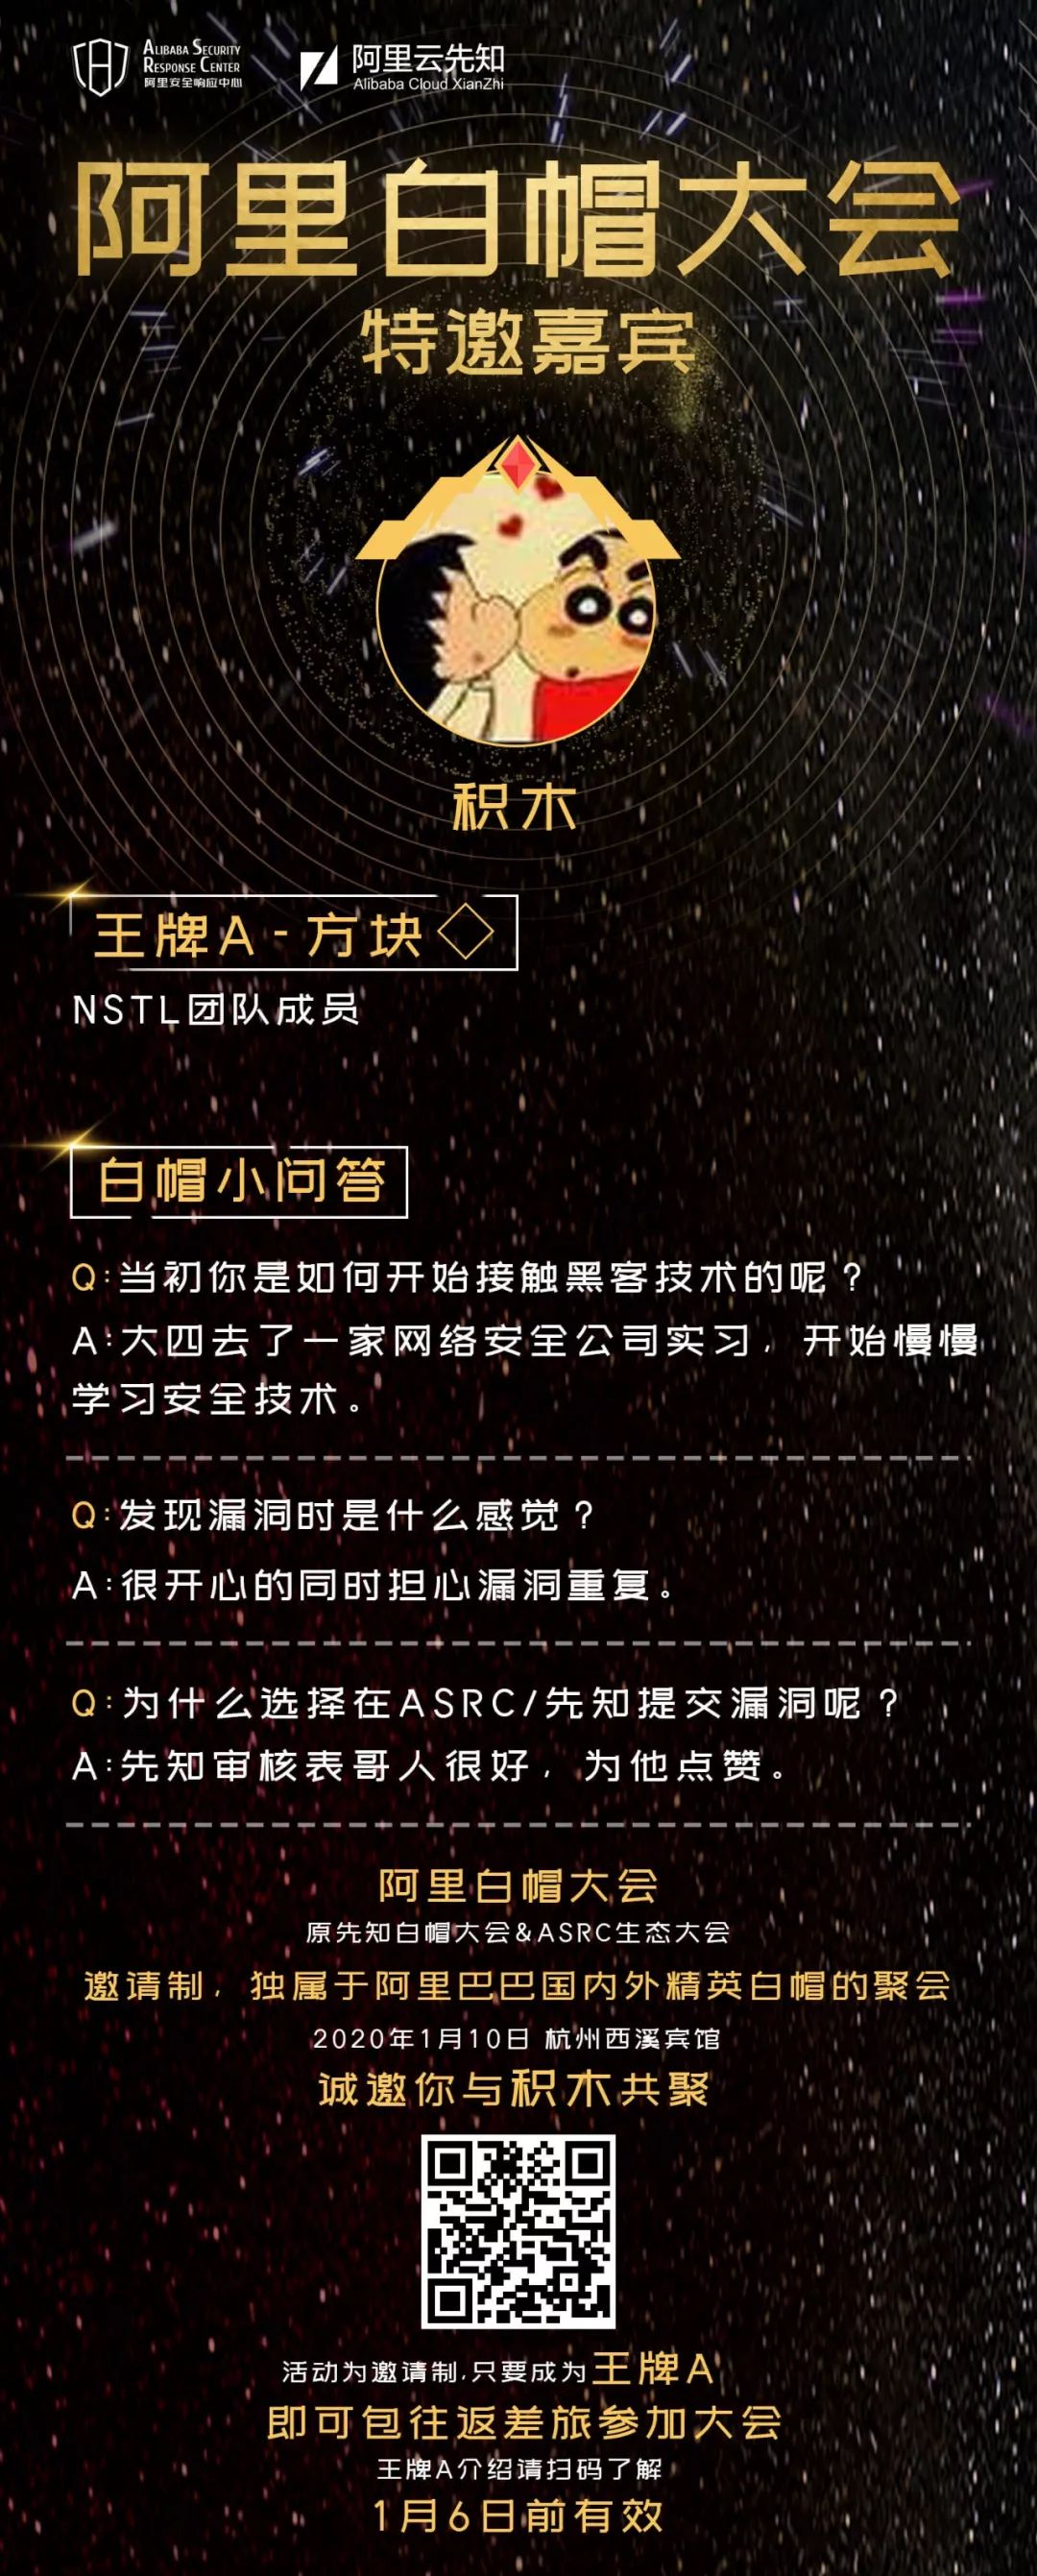 ALIBABA SECURITY
RESPONSE CENTER
阿里安全响应中心
阿里云先知
Alibaba Cloud XianZhi
阿里白帽大会
特邀嘉宾
积木
王牌A-方块
NSTL团队成员
白帽小问答
Q:当初你是如何开始接触黑客技术的呢？
A:大四去了一家网络安全公司实习，开始慢慢
学习安全技术。
Q:发现漏洞时是什么感觉？
A:很开心的同时担心漏洞重复。
Q:为什么选择在ASRC/先知提交漏洞呢？
A:先知审核表哥人很好，为他点赞。
阿里白帽大会
原先知白帽大会&ASRC生态大会
邀请制，独属于阿里巴巴国内外精英白帽的聚会
2020年1月10日 杭州西溪宾馆
诚邀你与积木共聚
活动为邀请制,只要成为王牌A
即可包往返差旅参加大会
王牌A介绍请扫码了解
1月6日前有效